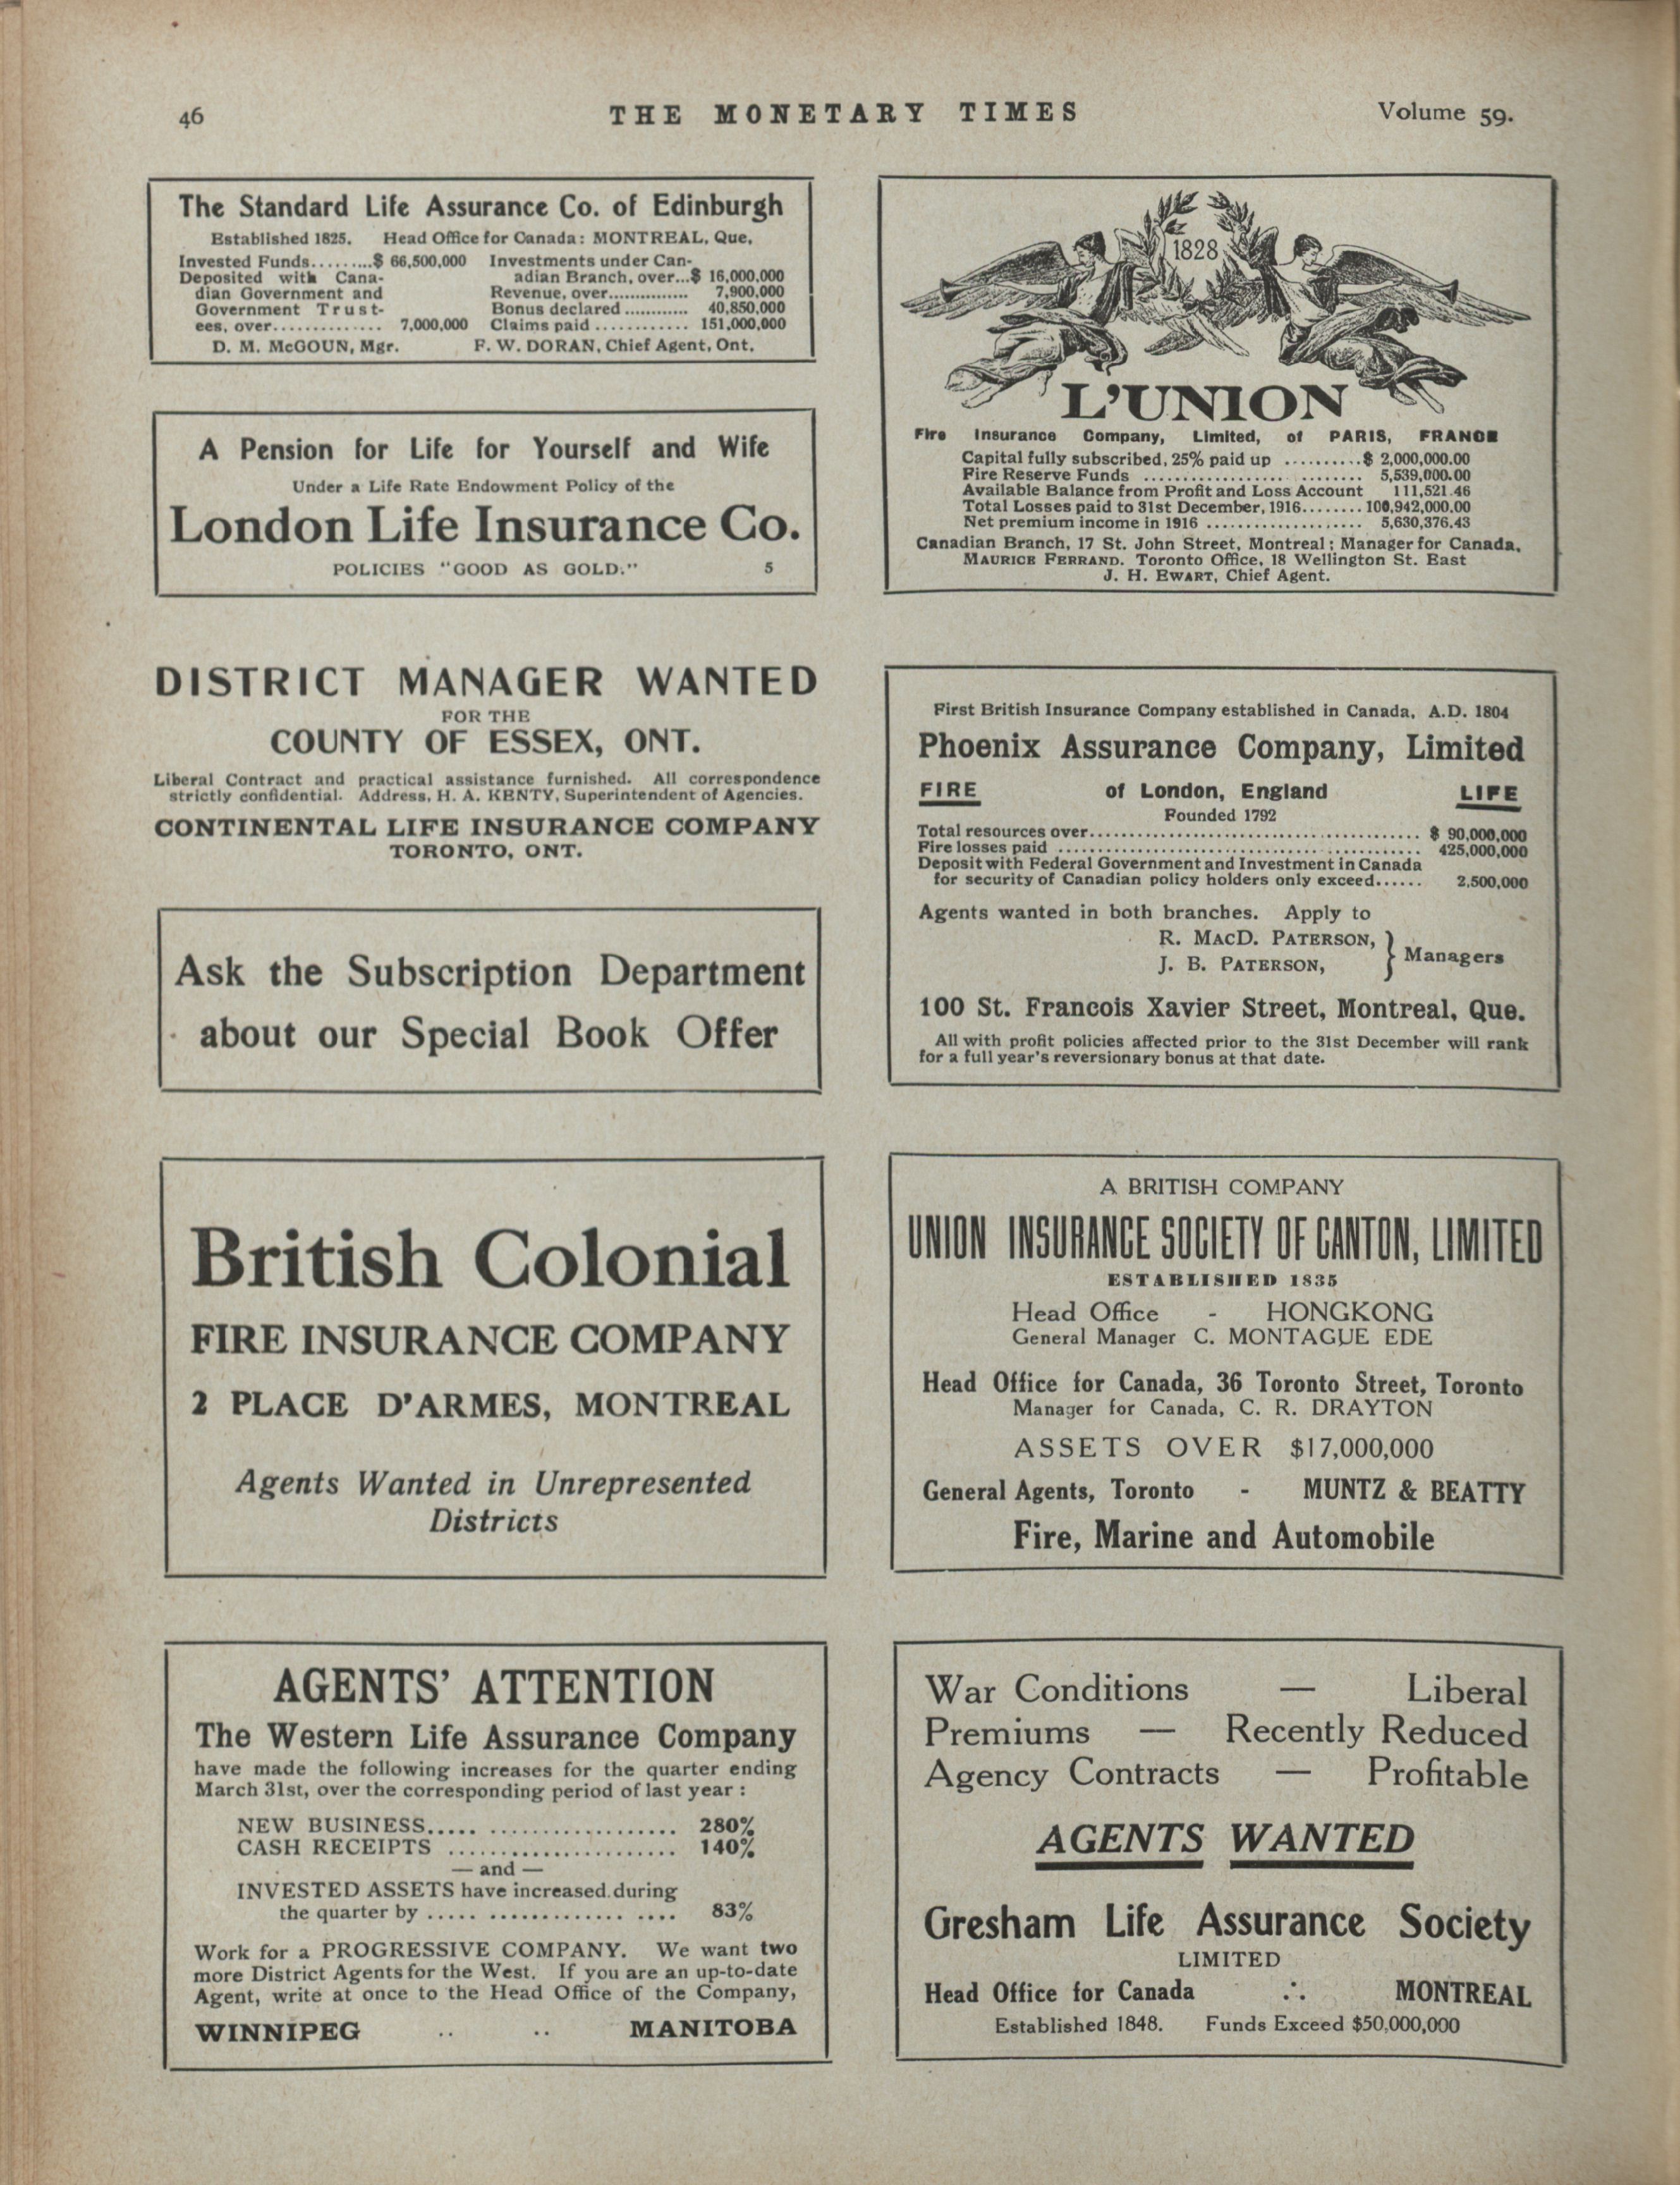 46
THE MONETARY TIMES
Volume 59.
The Standard Life Assurance Co. of Edinburgh
Established 1825. Head Office for Canada: MONTREAL, Que.
Invested Funds.........$ 66,500,000
Deposited with Cana-
dian Government and
Government Trust-
ees, over.............. 7,000,000
Investments under Can-
adian Branch, over...$ 16,000,000
Revenue, over............... 7,900,000
Bonus declared ............ 40,850,000
Claims paid ............ 151,000,000
D. M. McGOUN, Mgr. F. W. DORAN, Chief Agent, Ont.
A Pension for Life for Yourself and Wife
Under a Life Rate Endowment Policy of the
London Life Insurance Co.
POLICIES "GOOD AS GOLD." 5
DISTRICT MANAGER WANTED
FOR THE
COUNTY OF ESSEX, ONT.
Liberal Contract and practical assistance furnished. All correspondence
strictly confidential. Address, H. A. KENTY, Superintendent of Agencies.
CONTINENTAL LIFE INSURANCE COMPANY
TORONTO, ONT.
Ask the Subscription Department
about our Special Book Offer
British Colonial
FIRE INSURANCE COMPANY
2 PLACE D'ARMES, MONTREAL
Agents Wanted in Unrepresented
Districts
AGENTS' ATTENTION
The Western Life Assurance Company
have made the following increases for the quarter ending
March 31st, over the corresponding period of last year :
NEW BUSINESS..... ................... 280%
CASH RECEIPTS ....................... 140%
— and —
INVESTED ASSETS have increased during
the quarter by ..... .............. .... 83%
Work for a PROGRESSIVE COMPANY. We want two
more District Agents for the West. If you are an up-to-date
Agent, write at once to the Head Office of the Company,
WINNIPEG .. .. MANITOBA
1828
L'UNION
Fire Insurance Company, Limited, of PARIS, FRANCE
Capital fully subscribed, 25% paid up ..........$ 2,000,000.00
Fire Reserve Funds .................. ........ 5,539,000.00
Available Balance from Profit and Loss Account 111,521.46
Total Losses paid to 31st December, 1916........ 100,942,000.00
Net premium income in 1916 .................... 5,630,376.43
Canadian Branch, 17 St. John Street, Montreal; Manager for Canada,
MAURICE FERRAND. Toronto Office, 18 Wellington St. East
J. H. EWART, Chief Agent.
First British Insurance Company established in Canada, A.D. 1804
Phoenix Assurance Company, Limited
FIRE of London, England LIFE
Founded 1792
Total resources over.......................................... $ 90,000,000
Fire losses paid .............................................. 425,000,000
Deposit with Federal Government and Investment in Canada
for security of Canadian policy holders only exceed...... 2,500,000
Agents wanted in both branches. Apply to
R. MACD. PATERSON,
J. B. PATERSON, } Managers
100 St. Francois Xavier Street, Montreal, Que.
All with profit policies affected prior to the 31st December will rank
for a full year's reversionary bonus at that date.
A BRITISH COMPANY
UNION INSURANCE SOCIETY OF CANTON, LIMITED
ESTABLISHED 1835
Head Office - HONGKONG
General Manager C. MONTAGUE EDE
Head Office for Canada, 36 Toronto Street, Toronto
Manager for Canada, C. R. DRAYTON
ASSETS OVER $17,000,000
General Agents, Toronto - MUNTZ & BEATTY
Fire, Marine and Automobile
War Conditions — Liberal
Premiums — Recently Reduced
Agency Contracts — Profitable
AGENTS WANTED
Gresham Life Assurance Society
LIMITED
Head Office for Canada ∴ MONTREAL
Established 1848. Funds Exceed $50,000,000